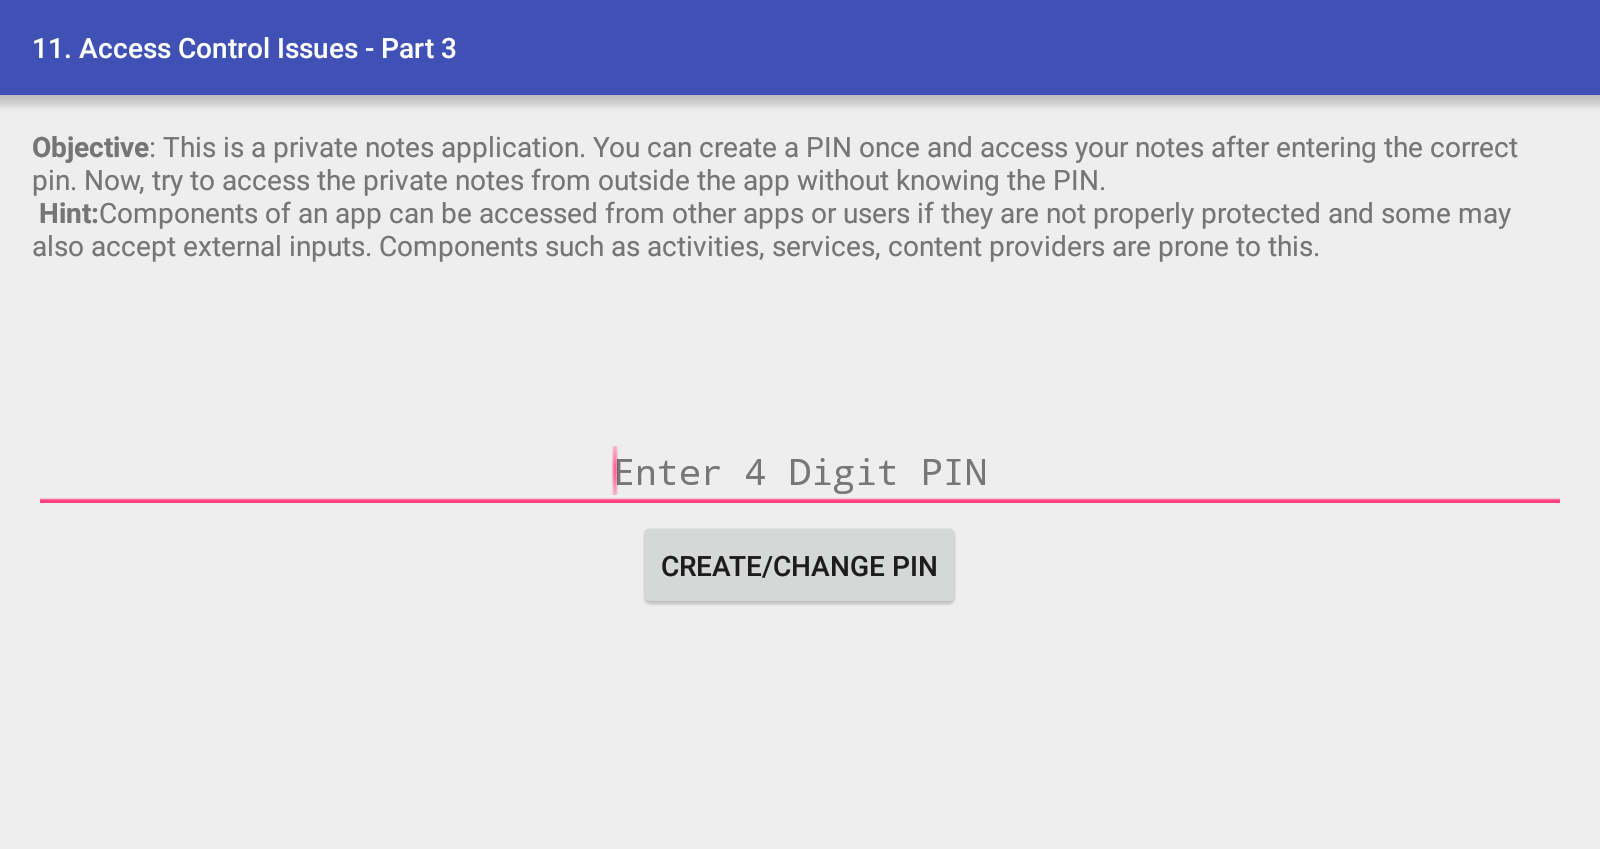 11. Access Control Issues - Part 3
Objective: This is a private notes application. You can create a PIN once and access your notes after entering the correct
pin. Now, try to access the private notes from outside the app without knowing the PIN.
Hint:Components of an app can be accessed from other apps or users if they are not properly protected and some may
also accept external inputs. Components such as activities, services, content providers are prone to this.
Enter 4 Digit PIN
CREATE/CHANGE PIN